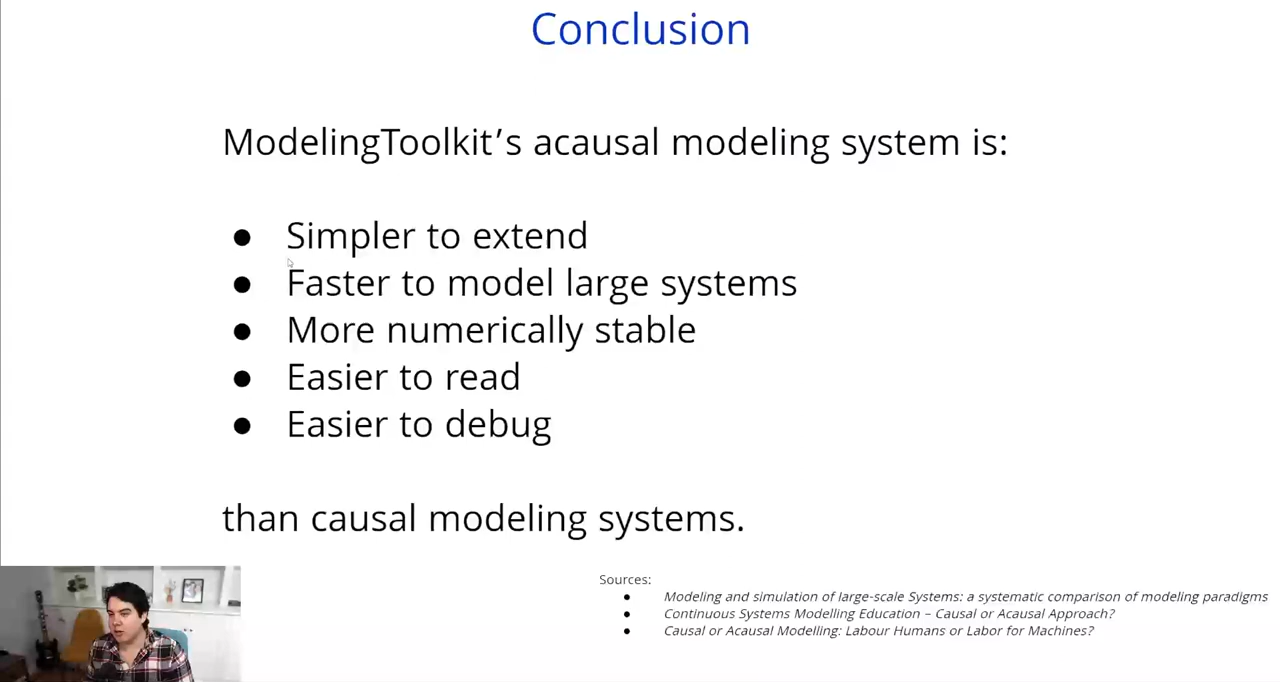 Conclusion
ModelingToolkit’s acausal modeling system is:
● Simpler to extend
● Faster to model large systems
● More numerically stable
● Easier to read
● Easier to debug
than causal modeling systems.
Sources:
● Modeling and simulation of large-scale Systems: a systematic comparison of modeling paradigms
● Continuous Systems Modelling Education – Causal or Acausal Approach?
● Causal or Acausal Modelling: Labour Humans or Labor for Machines?